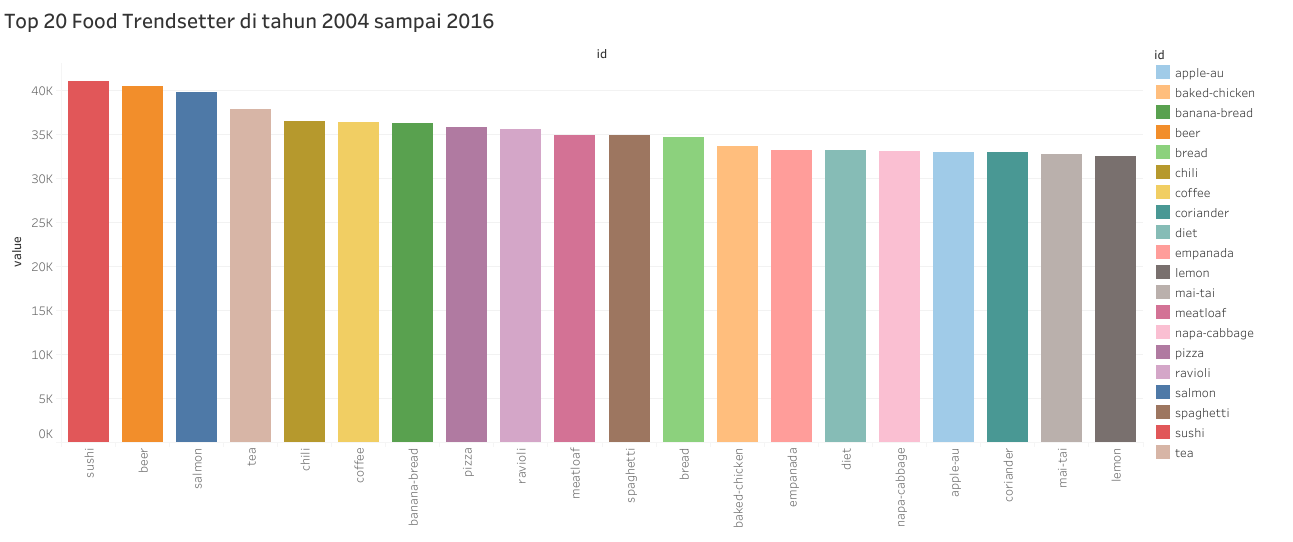 Top 20 Food Trendsetter di tahun 2004 sampai 2016
id
value
40K
35K
30K
25K
20K
15K
10K
5K
0K
sushi
beer
salmon
tea
chili
coffee
banana-bread
pizza
ravioli
meatloaf
spaghetti
bread
baked-chicken
empanada
diet
napa-cabbage
apple-au
coriander
mai-tai
lemon
id
apple-au
baked-chicken
banana-bread
beer
bread
chili
coffee
coriander
diet
empanada
lemon
mai-tai
meatloaf
napa-cabbage
pizza
ravioli
salmon
spaghetti
sushi
tea